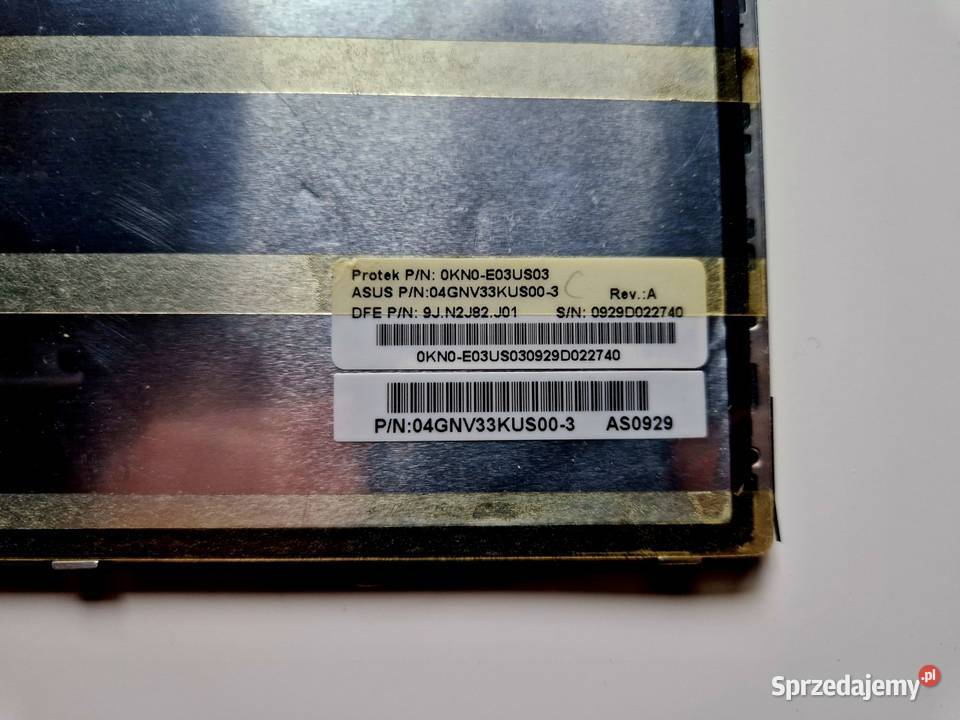 Protek P/N: 0KN0-E03US03
ASUS P/N:04GNV33KUS00-3 C Rev.:A
DFE P/N: 9J.N2J82.J01 S/N: 0929D022740
0KN0-E03US030929D022740
P/N:04GNV33KUS00-3 AS0929
Sprzedajemy.pl